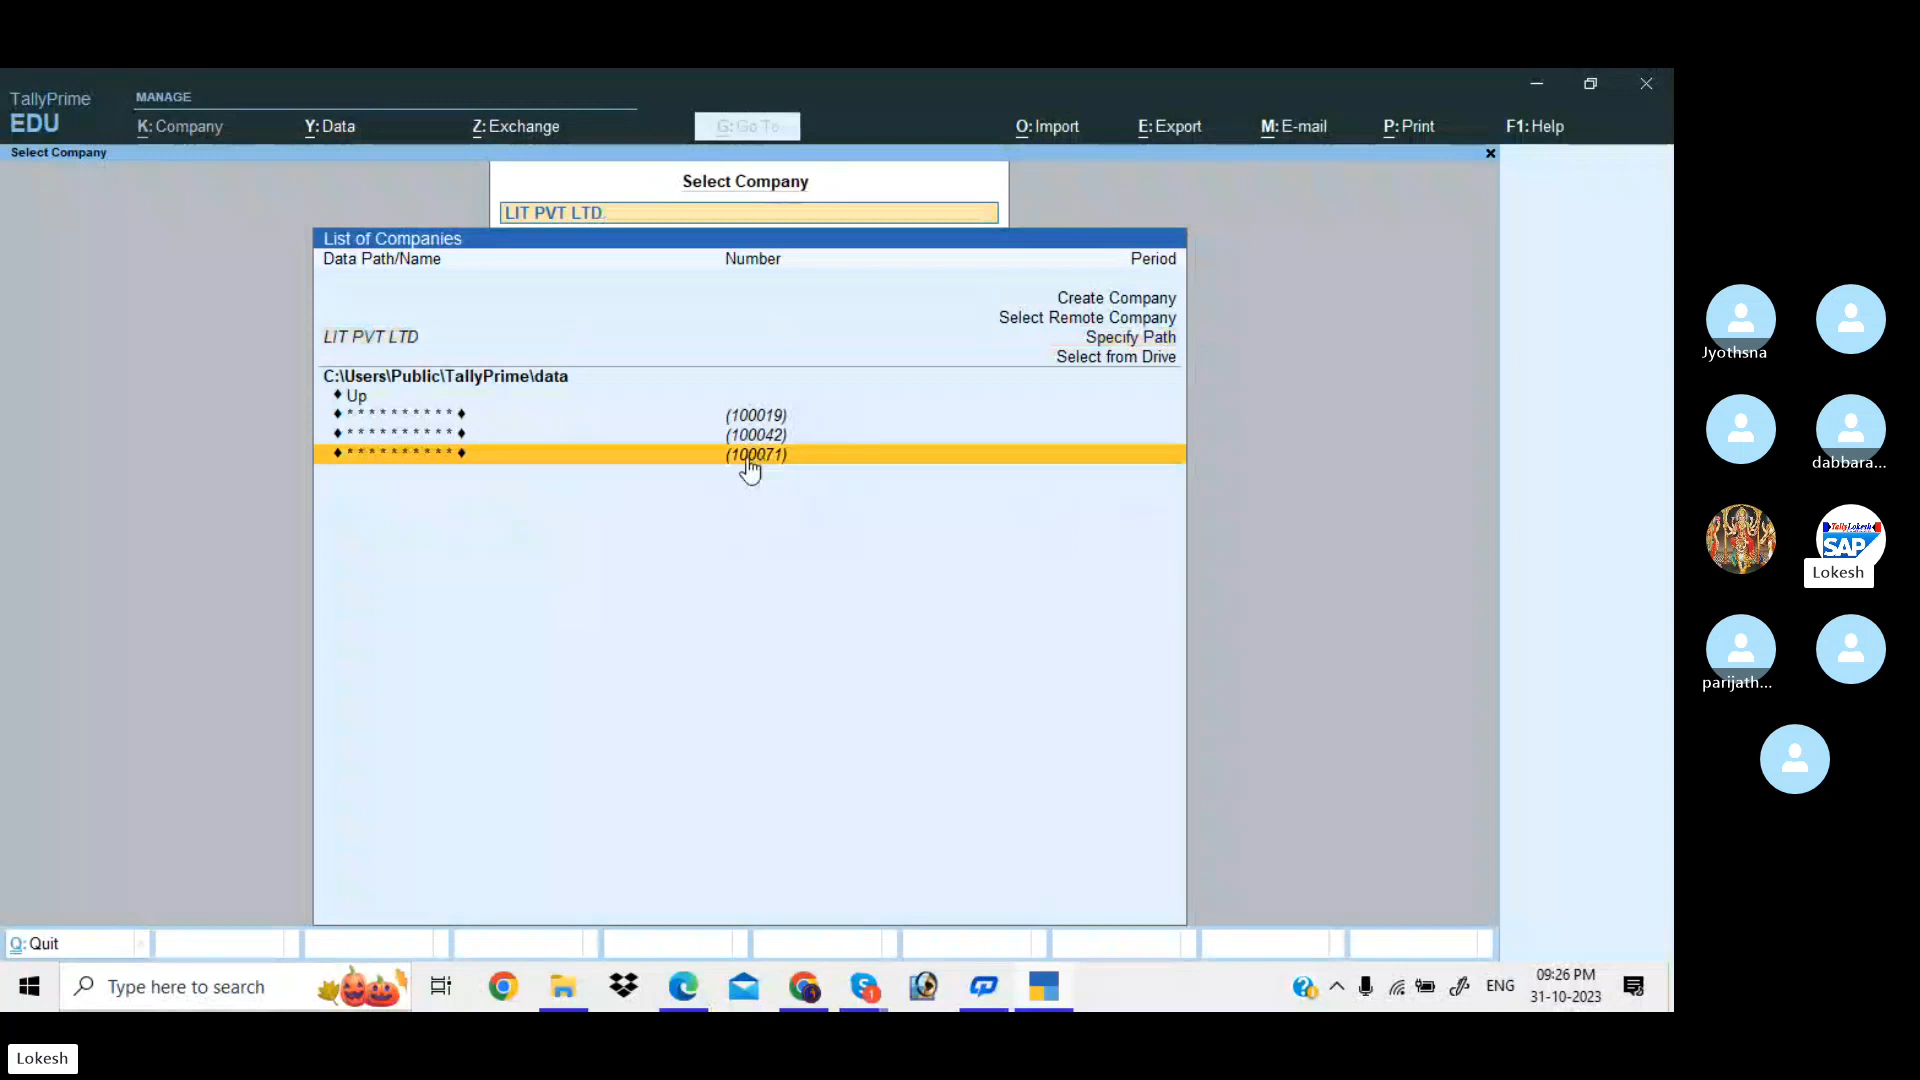 TallyPrime
EDU
MANAGE
K: Company
Y: Data
Z: Exchange
G: Go To
O: Import
E: Export
M: E-mail
P: Print
F1: Help
Select Company
Select Company
LIT PVT LTD
List of Companies
Data Path/Name Number Period
Create Company
Select Remote Company
LIT PVT LTD Specify Path
Select from Drive
C:\Users\Public\TallyPrime\data
♦ Up
♦ * * * * * * * * * * ♦ (100019)
♦ * * * * * * * * * * ♦ (100042)
♦ * * * * * * * * * * ♦ (100071)
Q: Quit
Type here to search
ENG
09:26 PM
31-10-2023
Jyothsna
dabbara...
TallyLokesh
SAP
Lokesh
parijath...
Lokesh